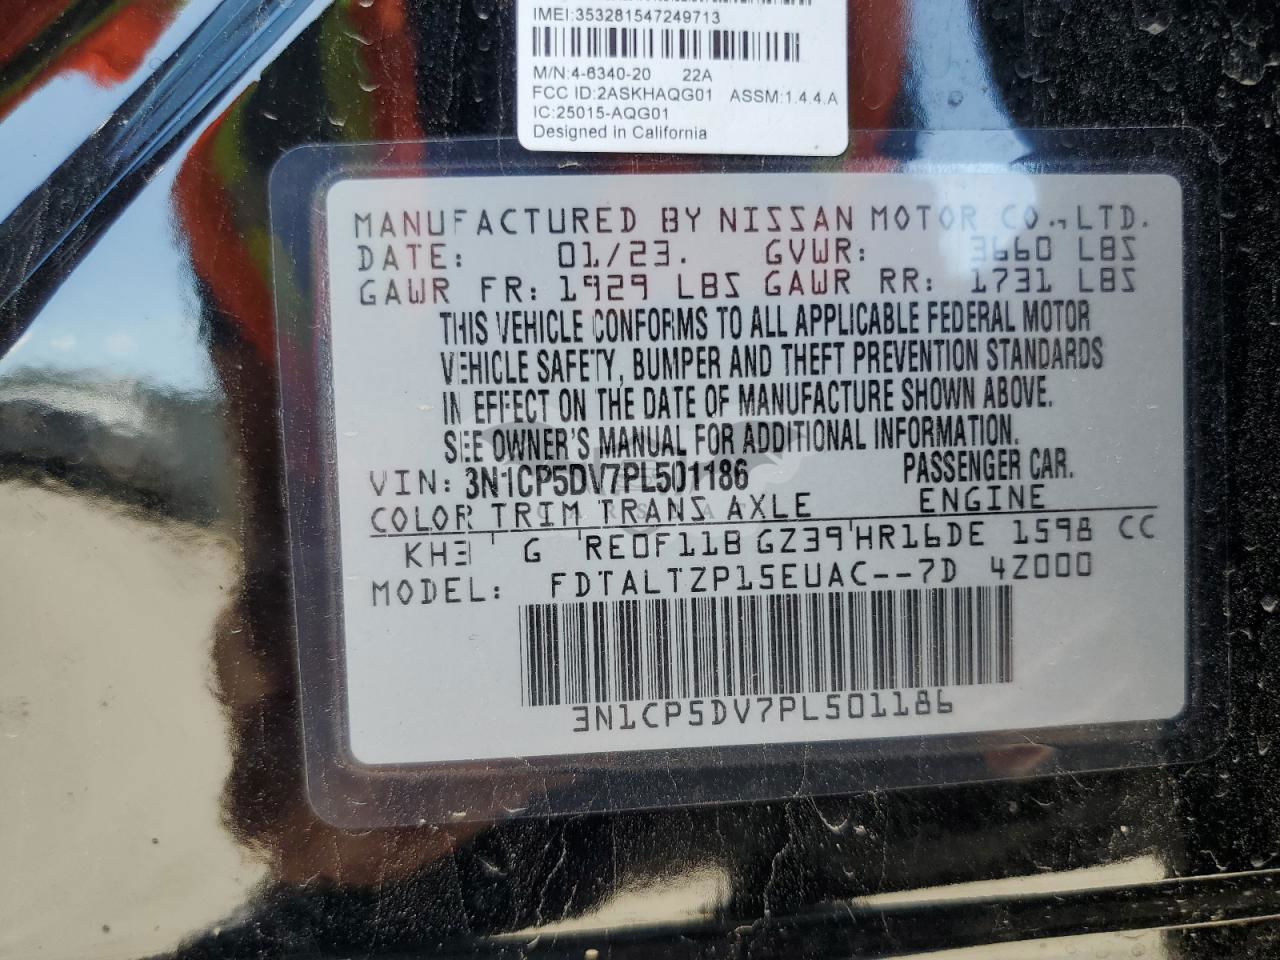 IMEI:353281547249713
M/N:4-6340-20 22A
FCC ID:2ASKHAQG01 ASSM:1.4.4.A
IC:25015-AQG01
Designed in California
MANUFACTURED BY NISSAN MOTOR CO.,LTD.
DATE: 01/23. GVWR: 3660 LBS
GAWR FR: 1929 LBS GAWR RR: 1731 LBS
THIS VEHICLE CONFORMS TO ALL APPLICABLE FEDERAL MOTOR
VEHICLE SAFETY, BUMPER AND THEFT PREVENTION STANDARDS
IN EFFECT ON THE DATE OF MANUFACTURE SHOWN ABOVE.
SEE OWNER'S MANUAL FOR ADDITIONAL INFORMATION.
VIN: 3N1CP5DV7PL501186 PASSENGER CAR.
COLOR TRIM TRANS AXLE ENGINE
KH3 G RE0F11B GZ39 HR16DE 1598 CC
MODEL: FDTALTZP15EUAC--7D 4Z000
3N1CP5DV7PL501186